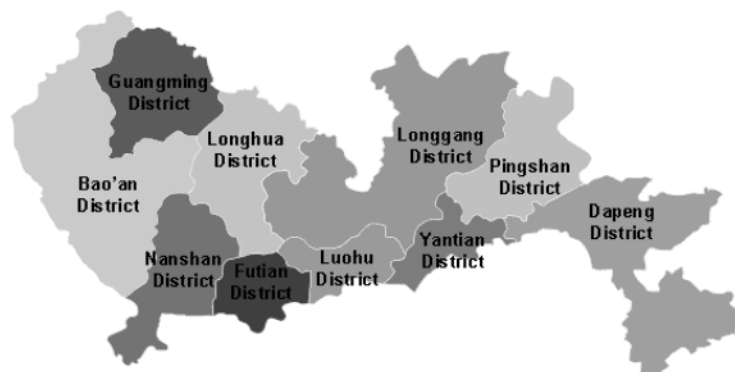 Guangming
District
Longhua
District
Longgang
District
Pingshan
District
Bao'an
District
Dapeng
District
Nanshan
District
Futian
District
Luohu
District
Yantian
District